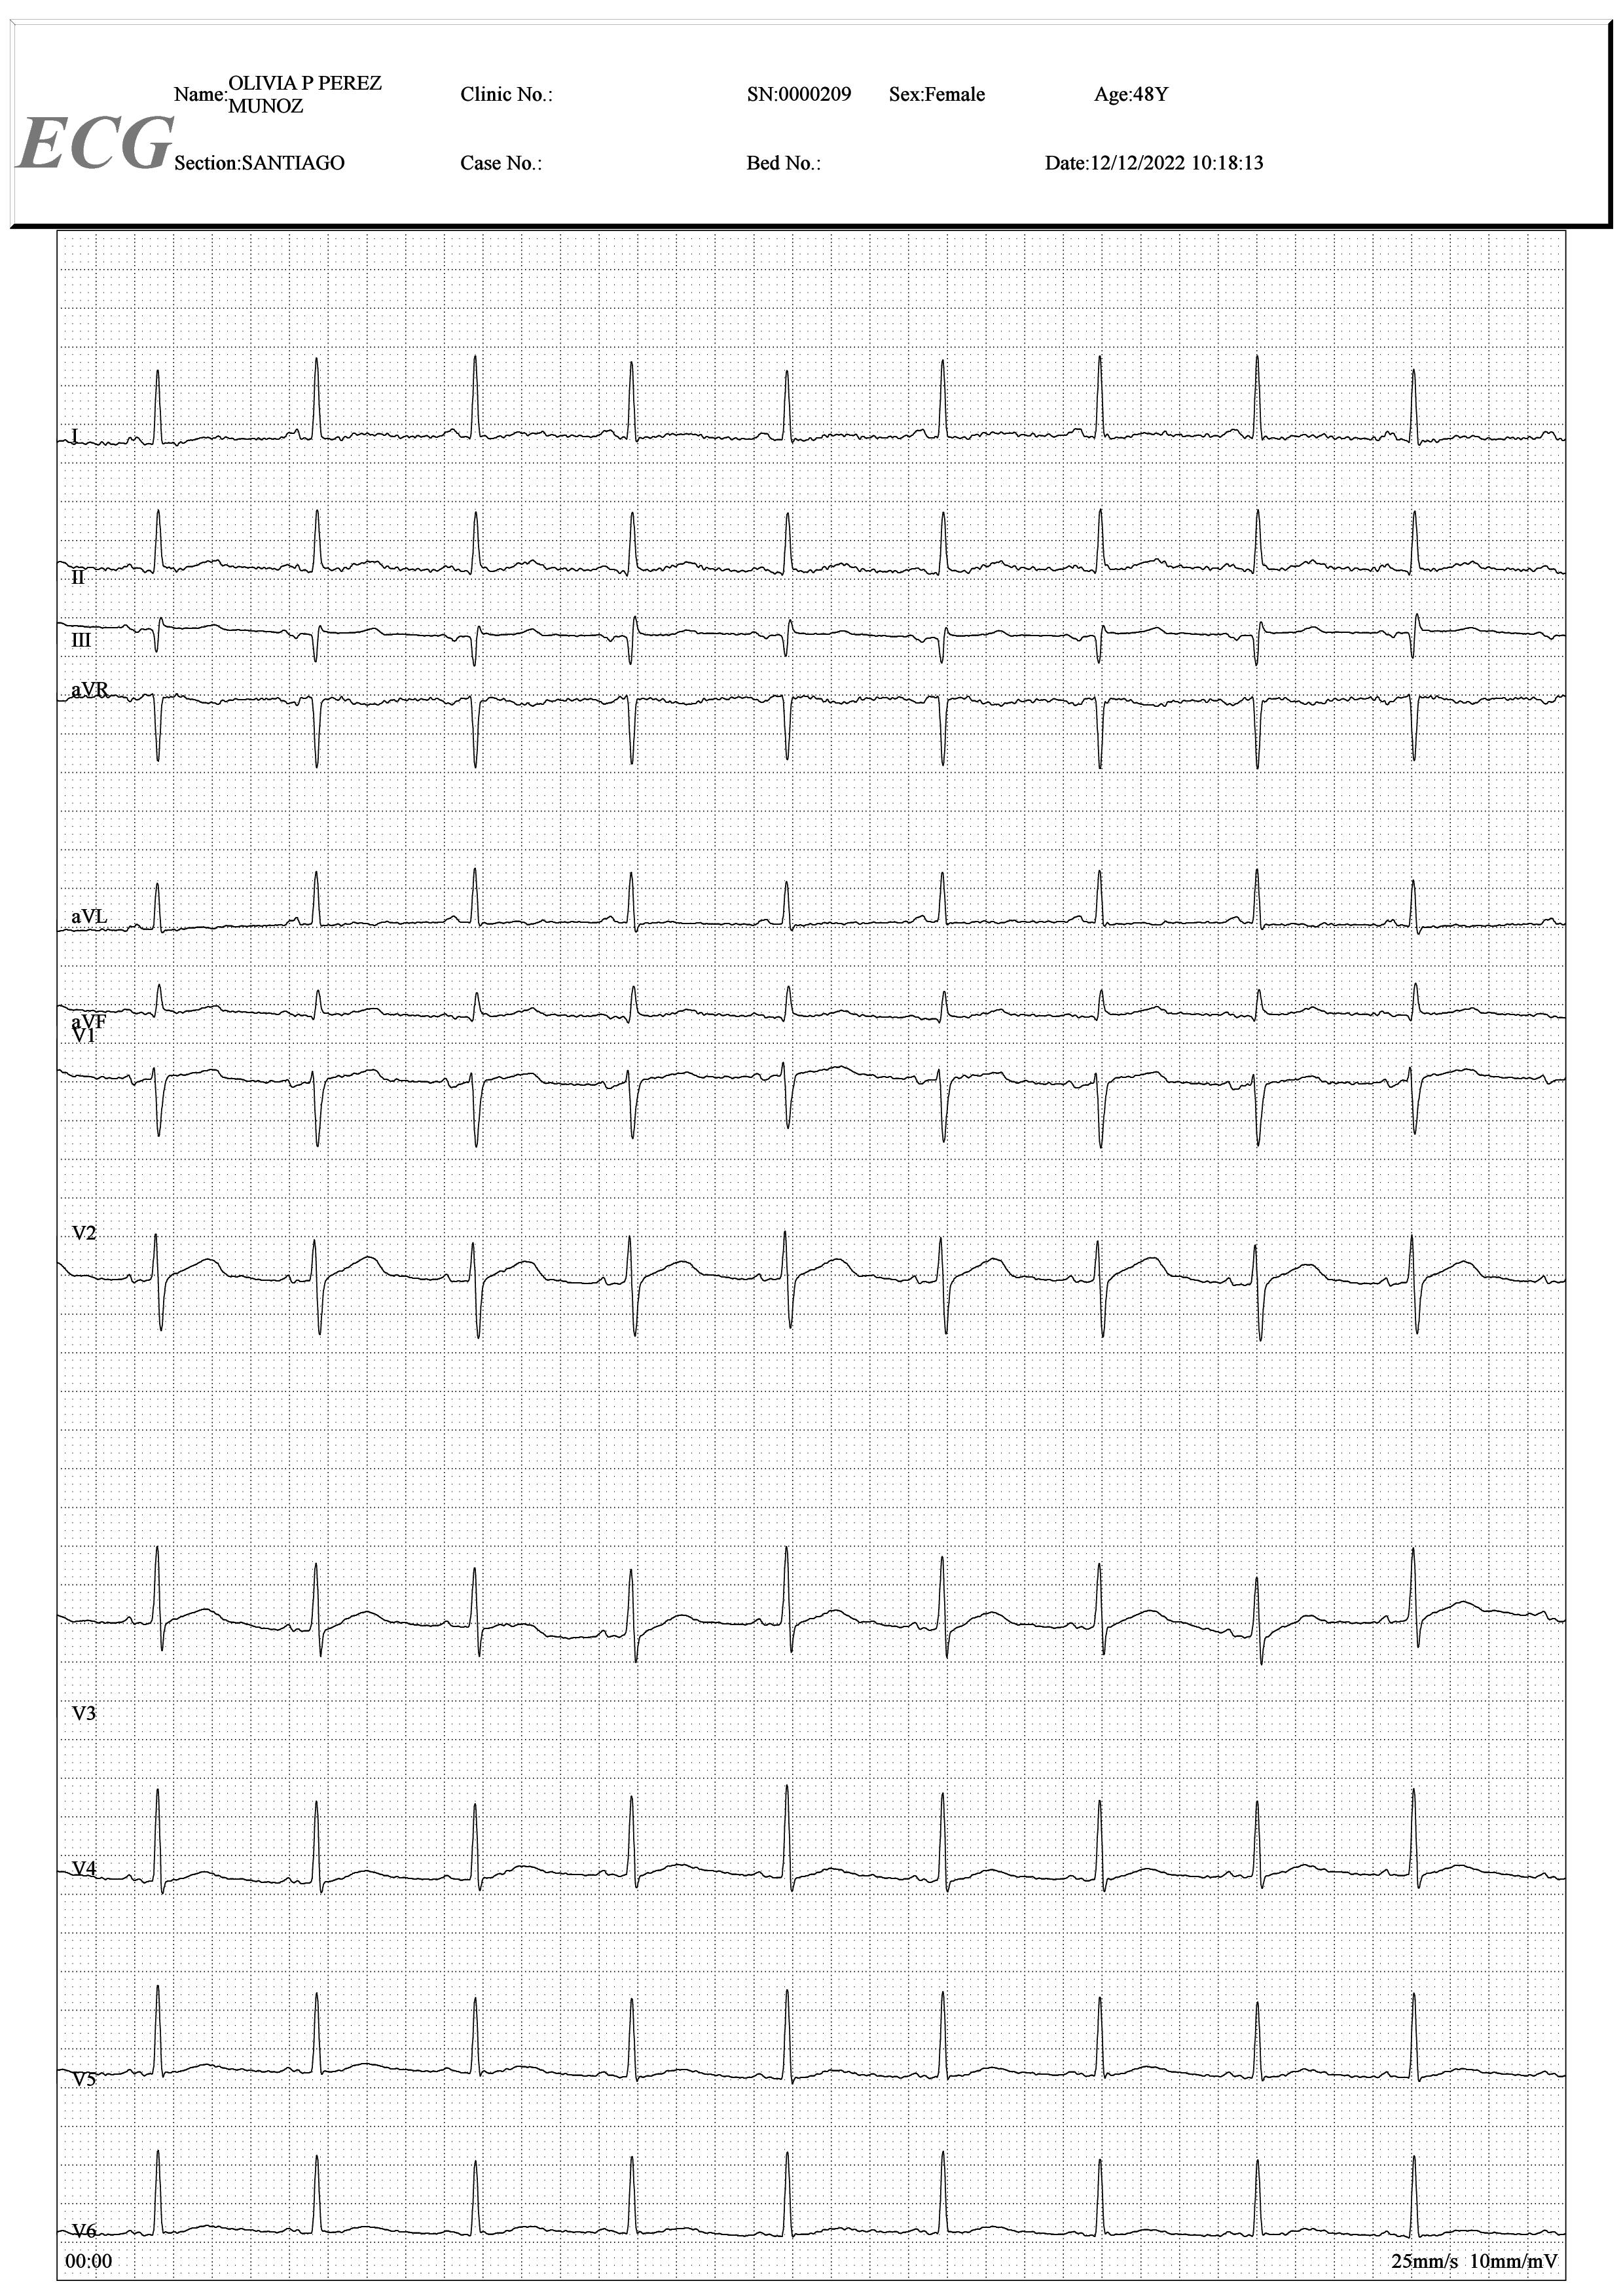 ECG
Name:OLIVIA P PEREZ MUNOZ
Clinic No.:
SN:0000209
Sex:Female
Age:48Y
Section:SANTIAGO
Case No.:
Bed No.:
Date:12/12/2022 10:18:13
I
II
III
aVR
aVL
aVF
V1
V2
V3
V4
V5
V6
00:00
25mm/s 10mm/mV